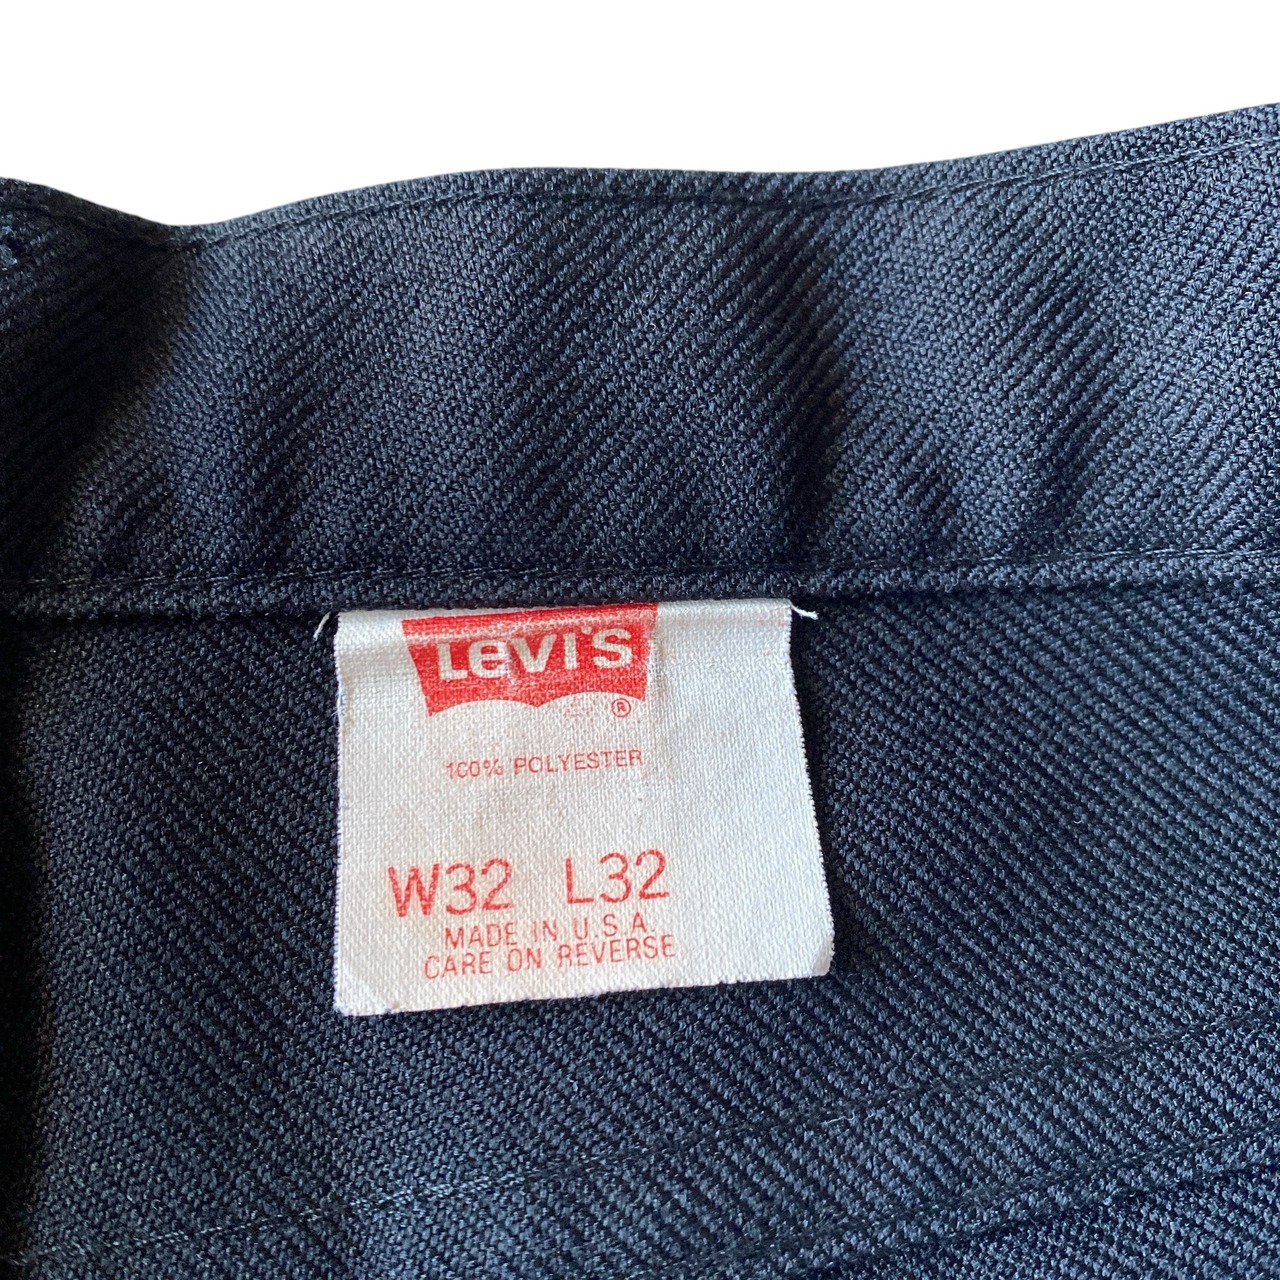 LEVI'S
®
100% POLYESTER
W32 L32
MADE IN U.S.A
CARE ON REVERSE